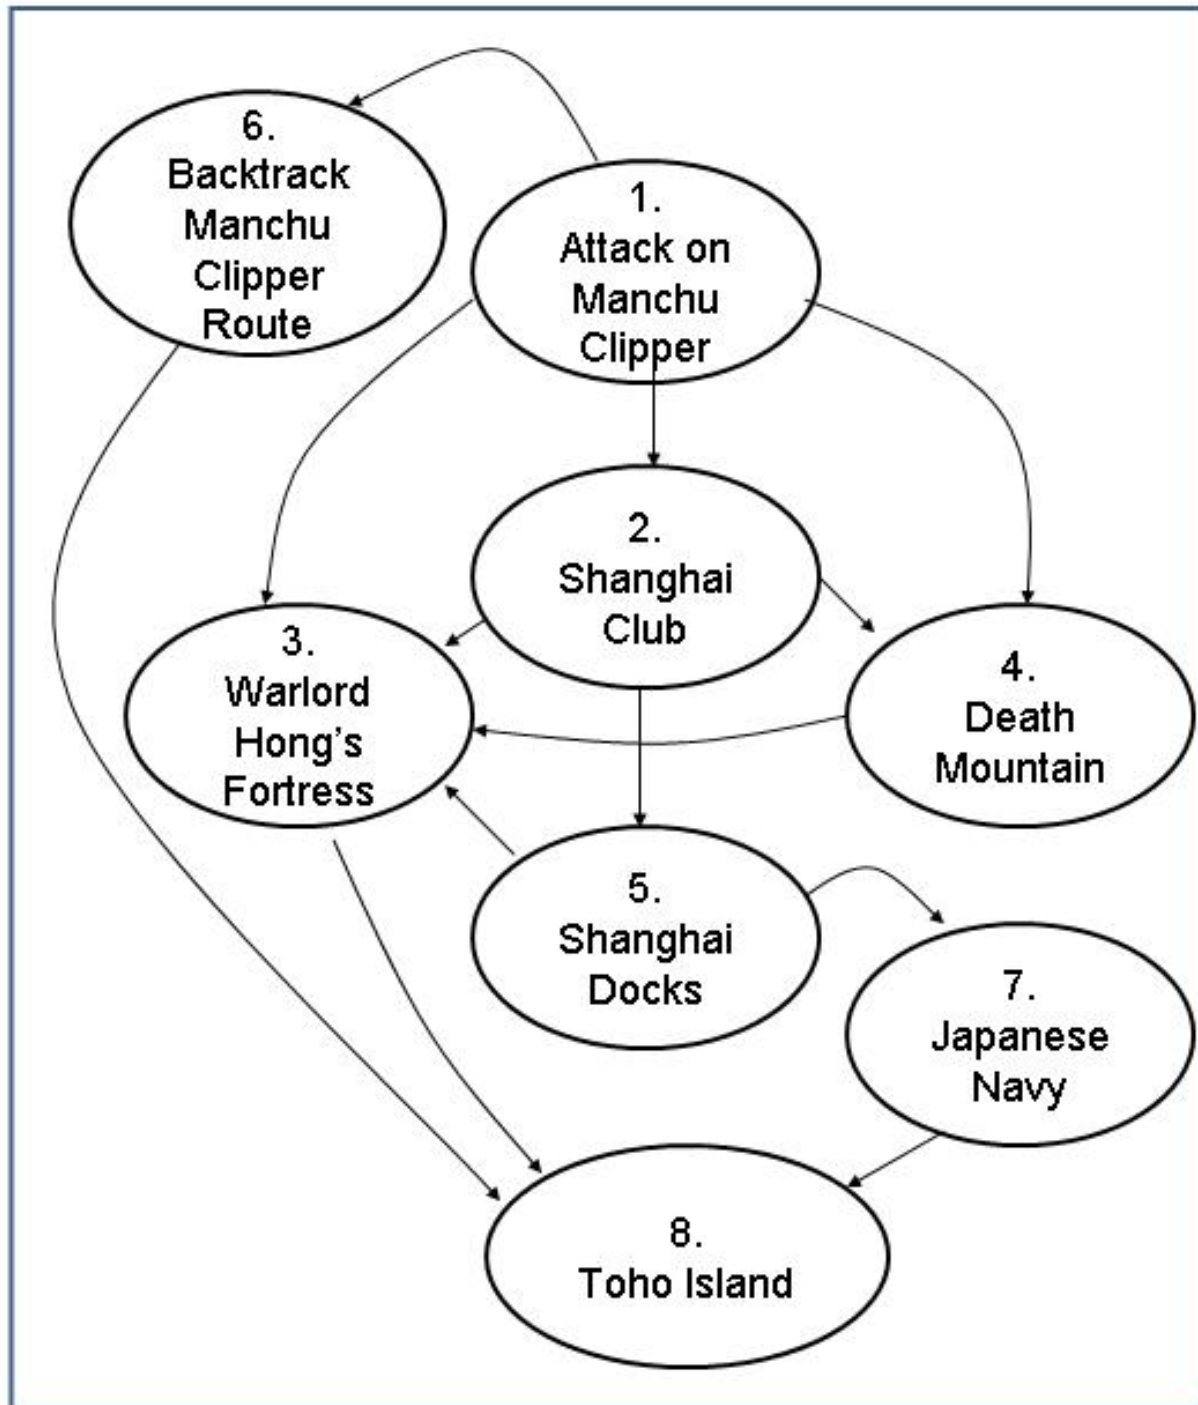 6.
Backtrack
Manchu
Clipper
Route
1.
Attack on
Manchu
Clipper
2.
Shanghai
Club
3.
Warlord
Hong’s
Fortress
4.
Death
Mountain
5.
Shanghai
Docks
7.
Japanese
Navy
8.
Toho Island